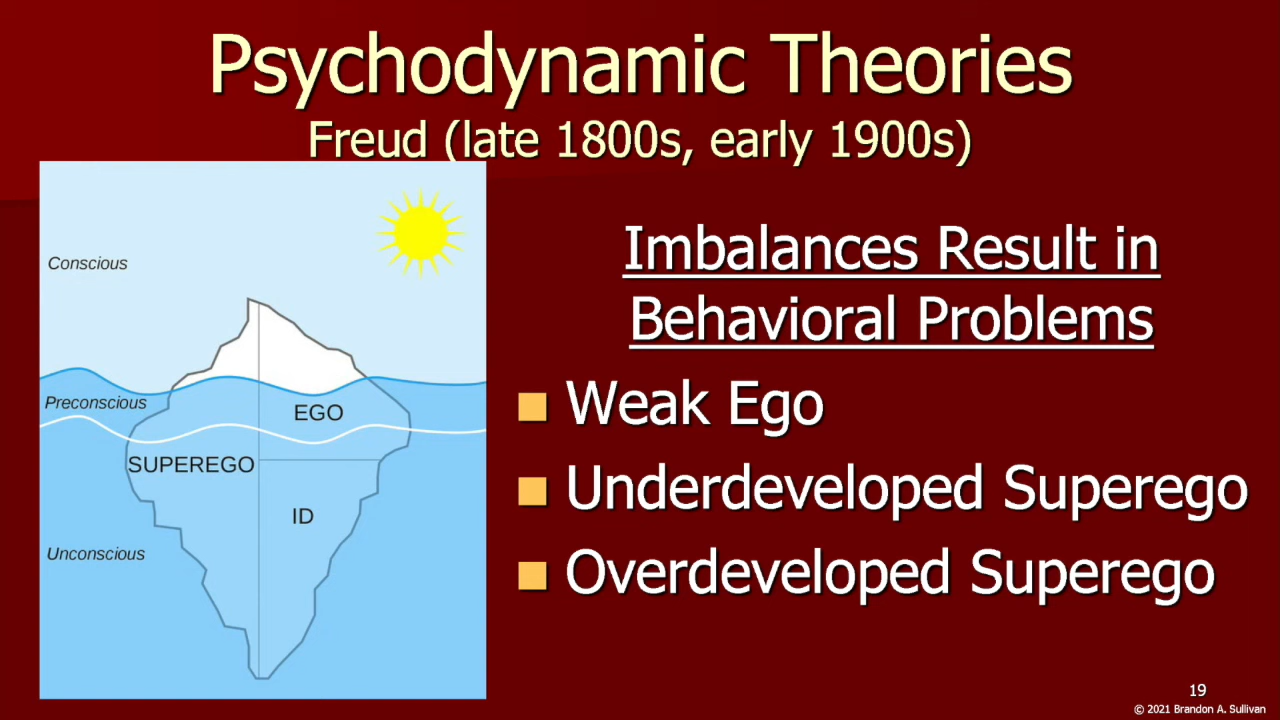 Psychodynamic Theories
Freud (late 1800s, early 1900s)
Conscious
Preconscious
EGO
SUPEREGO
ID
Unconscious
Imbalances Result in
Behavioral Problems
Weak Ego
Underdeveloped Superego
Overdeveloped Superego
19
© 2021 Brandon A. Sullivan